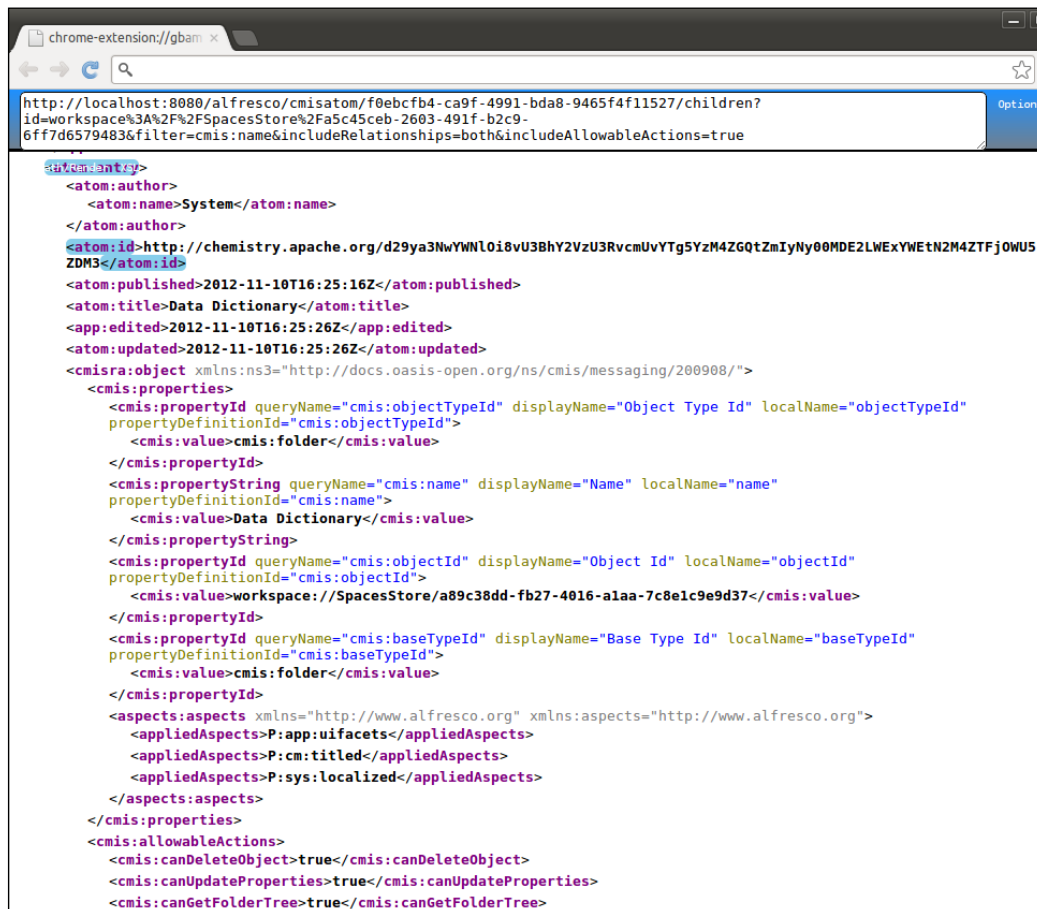 chrome-extension://gbam ×
http://localhost:8080/alfresco/cmisatom/f0ebcfb4-ca9f-4991-bda8-9465f4f11527/children?
id=workspace%3A%2F%2FSpacesStore%2Fa5c45ceb-2603-491f-b2c9-
6ff7d6579483&filter=cmis:name&includeRelationships=both&includeAllowableActions=true
Option
<atom:author>
<atom:name>System</atom:name>
</atom:author>
<atom:id>http://chemistry.apache.org/d29ya3NwYWNlOi8vU3BhY2VzU3RvcmUvYTg5YzM4ZGQtZmIyNy00MDE2LWExYWEtN2M4ZTFjOWU5
ZDM3</atom:id>
<atom:published>2012-11-10T16:25:16Z</atom:published>
<atom:title>Data Dictionary</atom:title>
<app:edited>2012-11-10T16:25:26Z</app:edited>
<atom:updated>2012-11-10T16:25:26Z</atom:updated>
<cmisra:object xmlns:ns3="http://docs.oasis-open.org/ns/cmis/messaging/200908/">
<cmis:properties>
<cmis:propertyId queryName="cmis:objectTypeId" displayName="Object Type Id" localName="objectTypeId"
propertyDefinitionId="cmis:objectTypeId">
<cmis:value>cmis:folder</cmis:value>
</cmis:propertyId>
<cmis:propertyString queryName="cmis:name" displayName="Name" localName="name"
propertyDefinitionId="cmis:name">
<cmis:value>Data Dictionary</cmis:value>
</cmis:propertyString>
<cmis:propertyId queryName="cmis:objectId" displayName="Object Id" localName="objectId"
propertyDefinitionId="cmis:objectId">
<cmis:value>workspace://SpacesStore/a89c38dd-fb27-4016-a1aa-7c8e1c9e9d37</cmis:value>
</cmis:propertyId>
<cmis:propertyId queryName="cmis:baseTypeId" displayName="Base Type Id" localName="baseTypeId"
propertyDefinitionId="cmis:baseTypeId">
<cmis:value>cmis:folder</cmis:value>
</cmis:propertyId>
<aspects:aspects xmlns="http://www.alfresco.org" xmlns:aspects="http://www.alfresco.org">
<appliedAspects>P:app:uifacets</appliedAspects>
<appliedAspects>P:cm:titled</appliedAspects>
<appliedAspects>P:sys:localized</appliedAspects>
</aspects:aspects>
</cmis:properties>
<cmis:allowableActions>
<cmis:canDeleteObject>true</cmis:canDeleteObject>
<cmis:canUpdateProperties>true</cmis:canUpdateProperties>
<cmis:canGetFolderTree>true</cmis:canGetFolderTree>